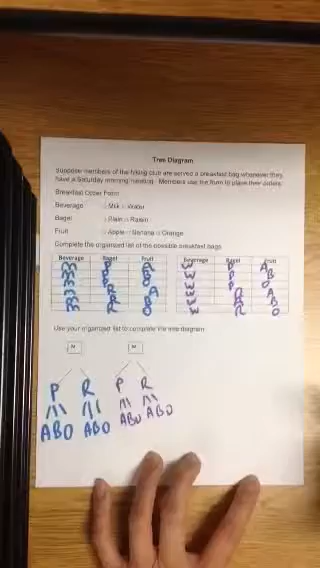 Tree Diagram
Suppose members of the hiking club are served a breakfast bag whenever they
have a Saturday morning meeting. Members use the form to place their orders.
Breakfast Order Form
Beverage: □ Milk □ Water
Bagel □ Plain □ Raisin
Fruit □ Apple □ Banana □ Orange
Complete the organized list of the possible breakfast bags.
Beverage Bagel Fruit Beverage Bagel Fruit
M P W P A
M P B W P B
M P O W P O
M R A W R A
M R B W R B
M R O W R O
Use your organized list to complete the tree diagram.
M
P R P R
ABO ABO ABO ABO